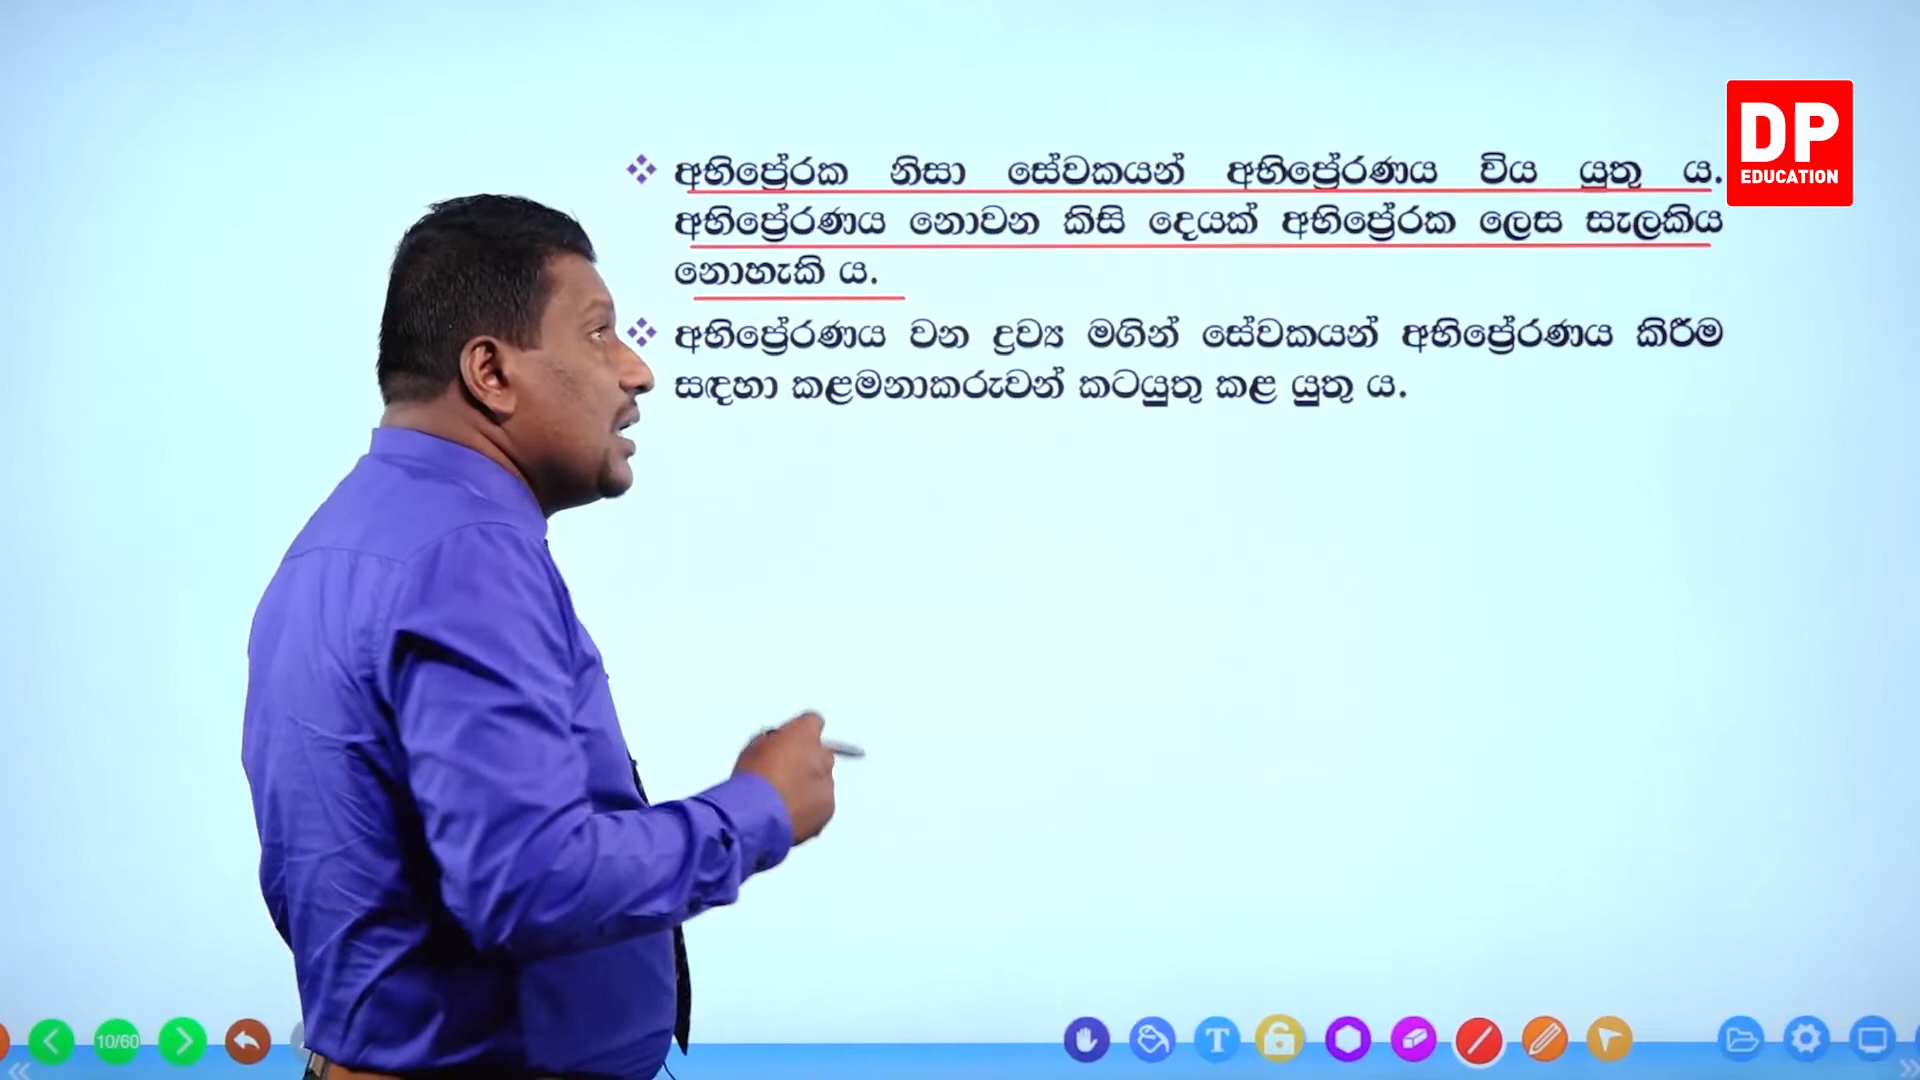 DP
EDUCATION
අභිප්‍රේරක නිසා සේවකයන් අභිප්‍රේරණය විය යුතු ය.
අභිප්‍රේරණය නොවන කිසි දෙයක් අභිප්‍රේරක ලෙස සැලකිය
නොහැකි ය.
අභිප්‍රේරණය වන ද්‍රව්‍ය මගින් සේවකයන් අභිප්‍රේරණය කිරීම
සඳහා කළමනාකරුවන් කටයුතු කළ යුතු ය.
10/60
T